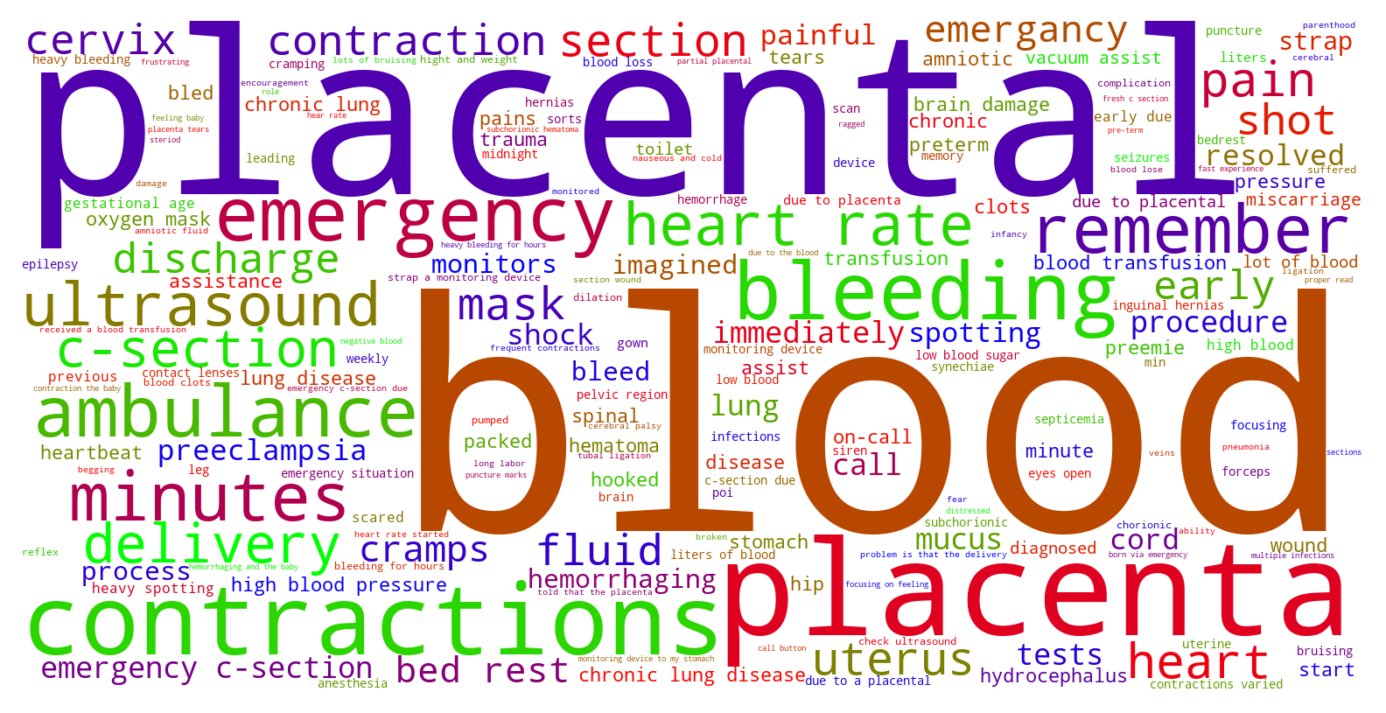 placental
cervix
contraction
section
painful
emergancy
puncture
parenthood
strap
heavy bleeding
frustrating
cramping
lots of bruising
hight and weight
blood loss
partial placental
tears
amniotic
vacuum assist
liters
cerebral
bled
encouragement
role
chronic lung
hear rate
hernias
pains
sorts
subchorionic hematoma
trauma
midnight
scan
ragged
brain damage
chronic
complication
fresh c section
early due
pre-term
pain
shot
feeling baby
placenta tears
steriod
leading
toilet
nauseous and cold
device
memory
preterm
seizures
blood lose
bedrest
resolved
fast experience
suffered
damage
monitored
pressure
gestational age
oxygen mask
amniotic fluid
emergency
heart rate
hemorrhage
due to placenta
clots
due to placental
miscarriage
infancy
remember
epilepsy
discharge
assistance
heavy bleeding for hours
monitors
strap a monitoring device
imagined
section wound
due to the blood
transfusion
blood transfusion
lot of blood
ligation
proper read
ultrasound
mask
dilation
bleeding
early
inguinal hernias
received a blood transfusion
negative blood
shock
frequent contractions
gown
immediately
spotting
procedure
c-section
weekly
monitoring device
low blood sugar
synechiae
preemie
high blood
min
previous
contact lenses
blood clots
lung disease
contraction the baby
emergency c-section due
bleed
pelvic region
low blood
assist
blood
ambulance
spinal
cerebral palsy
lung
pumped
packed
hematoma
tubal ligation
infections
on-call
siren
septicemia
focusing
heartbeat
preeclampsia
long labor
puncture marks
disease
call
minute
eyes open
pneumonia
forceps
veins
sections
begging
leg
emergency situation
hooked
brain
c-section due
poi
minutes
scared
fear
distressed
subchorionic
chorionic
ability
reflex
delivery
heart rate started
cramps
fluid
broken
stomach
liters of blood
mucus
diagnosed
cord
wound
hemorrhaging and the baby
bleeding for hours
problem is that the delivery
born via emergency
multiple infections
process
heavy spotting
high blood pressure
hemorrhaging
told that the placenta
hip
focusing on feeling
contractions
placenta
check ultrasound
call button
uterus
tests
uterine
heart
bruising
start
emergency c-section
anesthesia
bed rest
monitoring device to my stomach
chronic lung disease
due to a placental
hydrocephalus
contractions varied